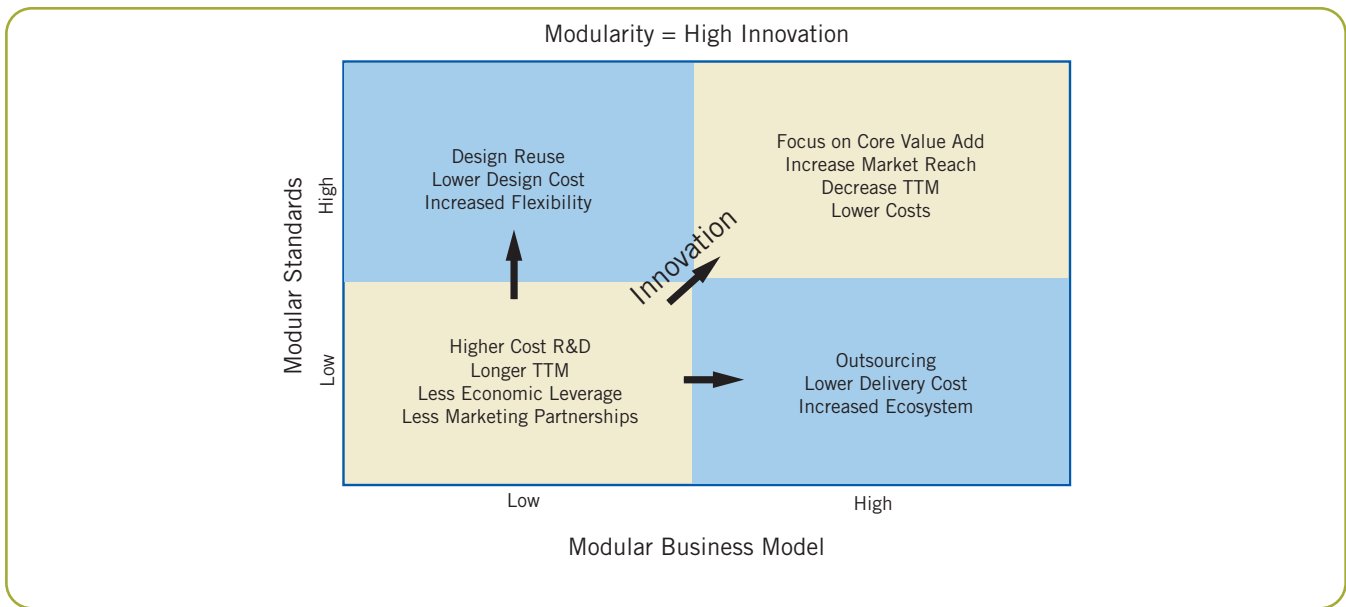 Modularity = High Innovation
Modular Standards
High
Low
Design Reuse
Lower Design Cost
Increased Flexibility
Focus on Core Value Add
Increase Market Reach
Decrease TTM
Lower Costs
Innovation
Higher Cost R&D
Longer TTM
Less Economic Leverage
Less Marketing Partnerships
Outsourcing
Lower Delivery Cost
Increased Ecosystem
Low
High
Modular Business Model